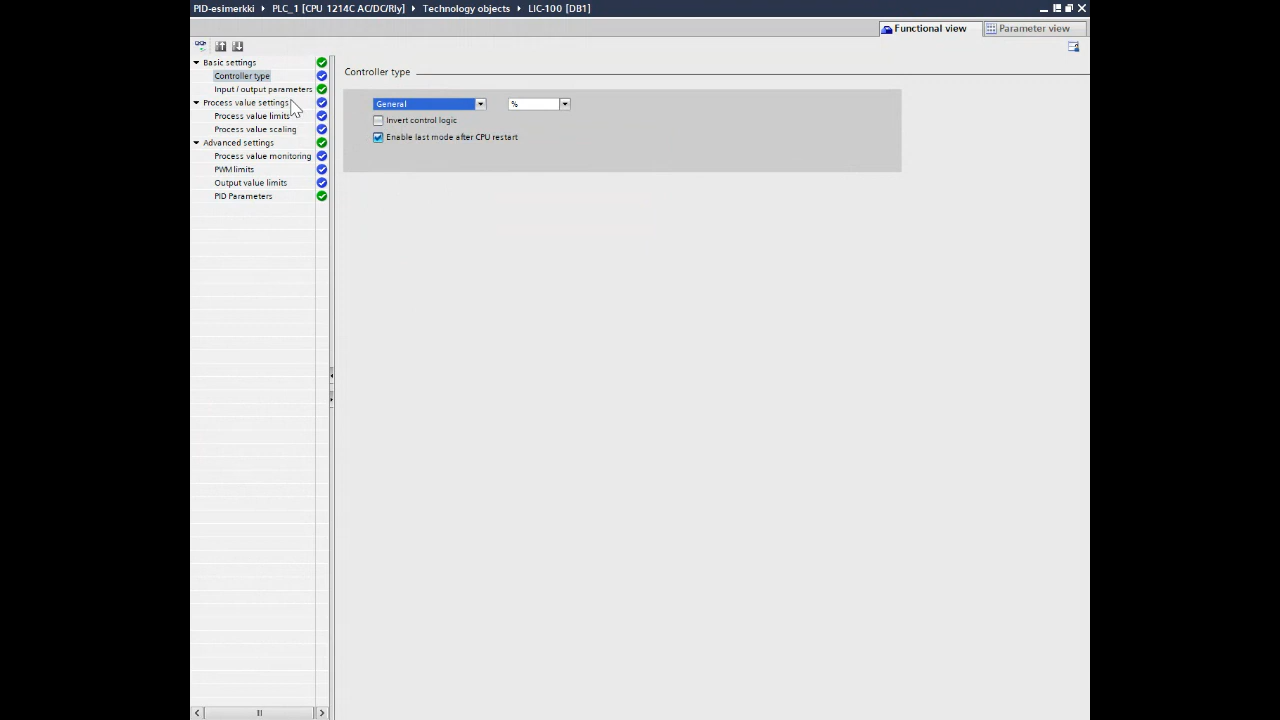 PID-esimerkki ▸ PLC_1 [CPU 1214C AC/DC/Rly] ▸ Technology objects ▸ LIC-100 [DB1]
Functional view
Parameter view
Basic settings
Controller type
Input / output parameters
Process value settings
Process value limits
Process value scaling
Advanced settings
Process value monitoring
PWM limits
Output value limits
PID Parameters
Controller type
General
%
Invert control logic
Enable last mode after CPU restart